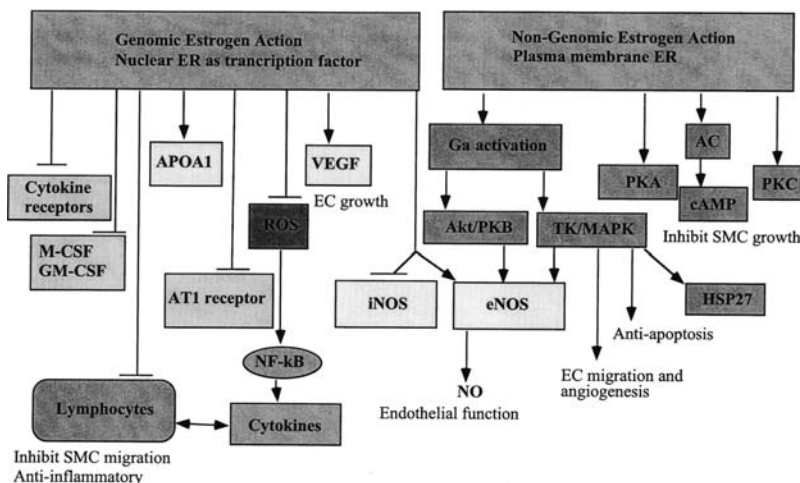 Genomic Estrogen Action
Nuclear ER as trancription factor
Non-Genomic Estrogen Action
Plasma membrane ER
APOA1
VEGF
EC growth
Ga activation
AC
Cytokine
receptors
PKA
cAMP
PKC
Inhibit SMC growth
ROS
Akt/PKB
TK/MAPK
M-CSF
GM-CSF
AT1 receptor
iNOS
eNOS
HSP27
Anti-apoptosis
NF-kB
NO
Endothelial function
EC migration and
angiogenesis
Lymphocytes
Cytokines
Inhibit SMC migration
Anti-inflammatory